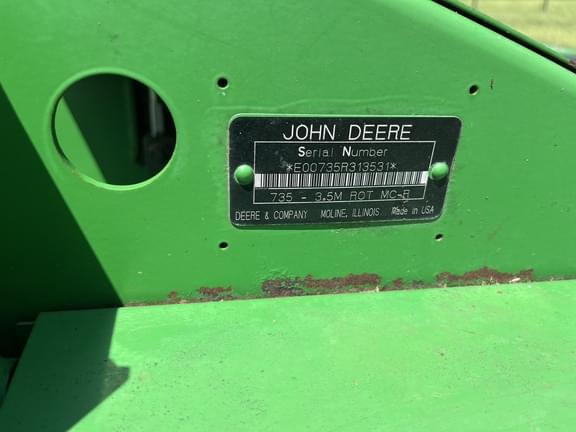 JOHN DEERE
Serial Number
*E00735R313531*
735 - 3.5M ROT MC-R
DEERE & COMPANY MOLINE, ILLINOIS Made in USA